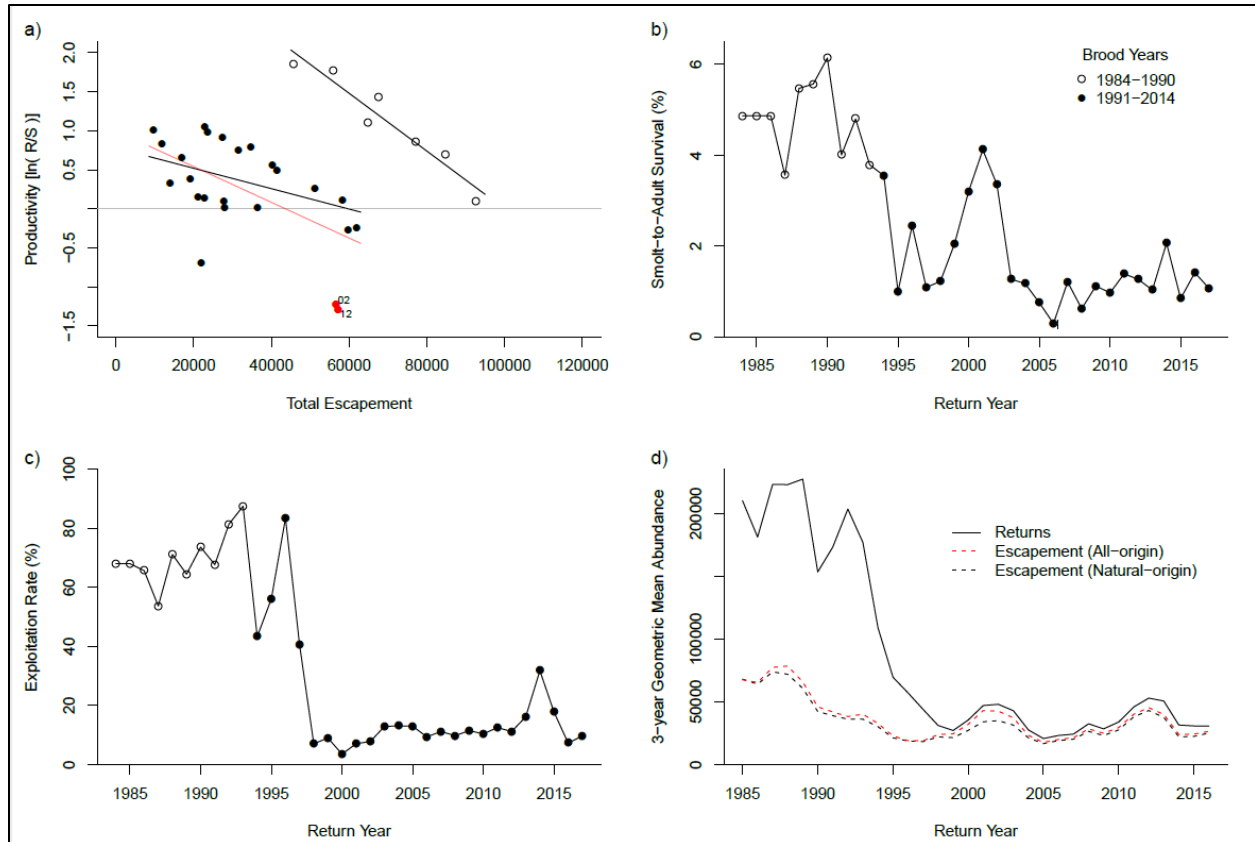 a)
Productivity [ln( R/S )]
2.0
1.5
1.0
0.5
−0.5
−1.5
02
12
0 20000 40000 60000 80000 100000 120000
Total Escapement
b)
Smolt−to−Adult Survival (%)
6
4
2
0
Brood Years
1984−1990
1991−2014
1985 1990 1995 2000 2005 2010 2015
Return Year
c)
Exploitation Rate (%)
100
80
60
40
20
0
1985 1990 1995 2000 2005 2010 2015
Return Year
d)
3−year Geometric Mean Abundance
200000
100000
50000
0
Returns
Escapement (All−origin)
Escapement (Natural−origin)
1985 1990 1995 2000 2005 2010 2015
Return Year